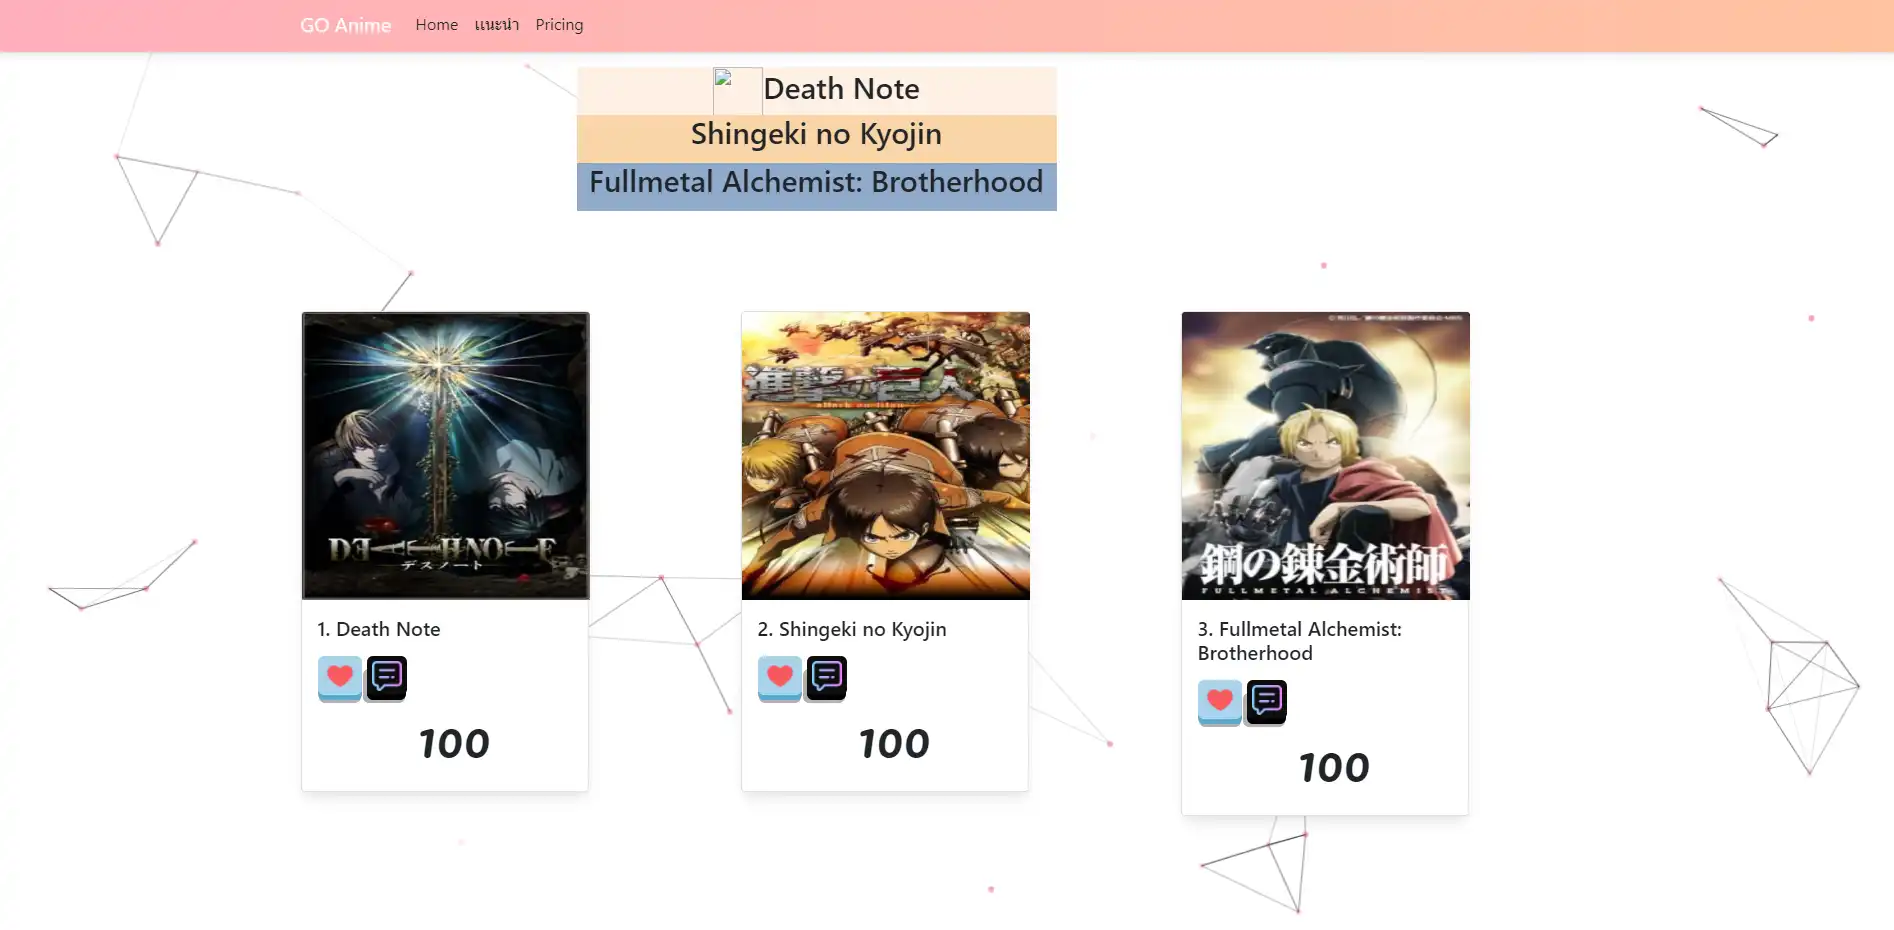 GO Anime Home แนะนำ Pricing
Death Note
Shingeki no Kyojin
Fullmetal Alchemist: Brotherhood
DEATH NOTE
デスノート
進撃の巨人
attack on titan
鋼の錬金術師
FULLMETAL ALCHEMIST
1. Death Note
2. Shingeki no Kyojin
3. Fullmetal Alchemist:
Brotherhood
100
100
100